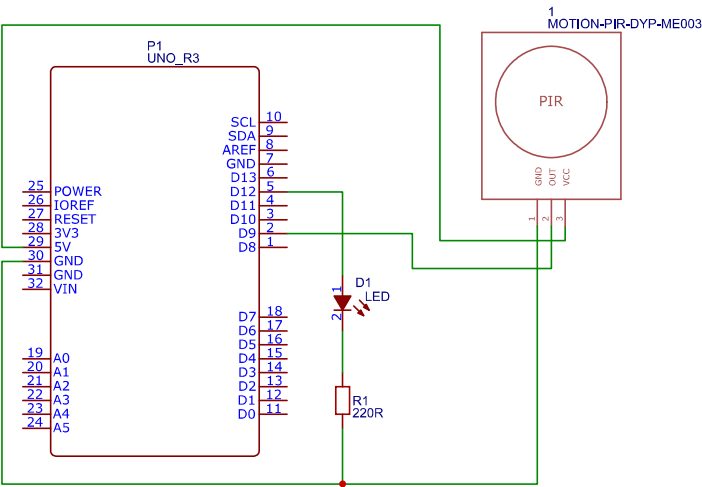 1
MOTION-PIR-DYP-ME003
P1
UNO_R3
PIR
GND
OUT
VCC
1
2
3
SCL 10
SDA 9
AREF 8
GND 7
D13 6
D12 5
D11 4
D10 3
D9 2
D8 1
25 POWER
26 IOREF
27 RESET
28 3V3
29 5V
30 GND
31 GND
32 VIN
D7 18
D6 17
D5 16
D4 15
D3 14
D2 13
D1 12
D0 11
19 A0
20 A1
21 A2
22 A3
23 A4
24 A5
D1
LED
1
2
R1
220R